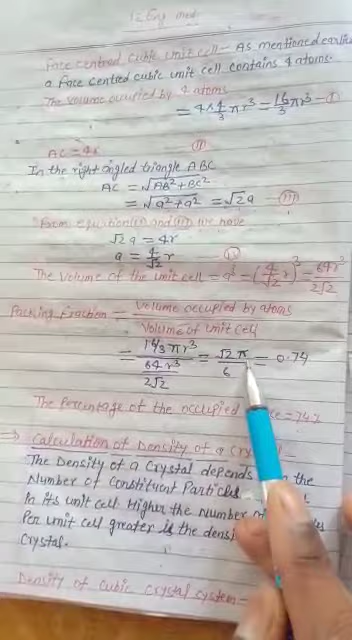 Face centred cubic unit cell - As mentioned earlier
a face centred cubic unit cell contains 4 atoms.
The volume occupied by 4 atoms
= 4 × 4/3 πr³ = 16/3 πr³ - (I)
AC = 4r (II)
In the right angled triangle ABC
AC = √AB² + BC²
= √a² + a² = √2a (III)
From equation (II) and (III) we have
√2 a = 4r
a = 4/√2 r (IV)
The volume of the unit cell = a³ = (4/√2 r)³ = 64r³/2√2
Packing Fraction = Volume occupied by atoms / Volume of unit cell
= 16/3 πr³ / 64r³/2√2 = √2π/6 = 0.74
The Percentage of the occupied = 74%
→ Calculation of Density of a
The Density of a Crystal depends the
Number of Constituent Particles
In its unit cell. Higher the number
Per unit cell greater is the
Crystal.
Density of Cubic Crystal system -